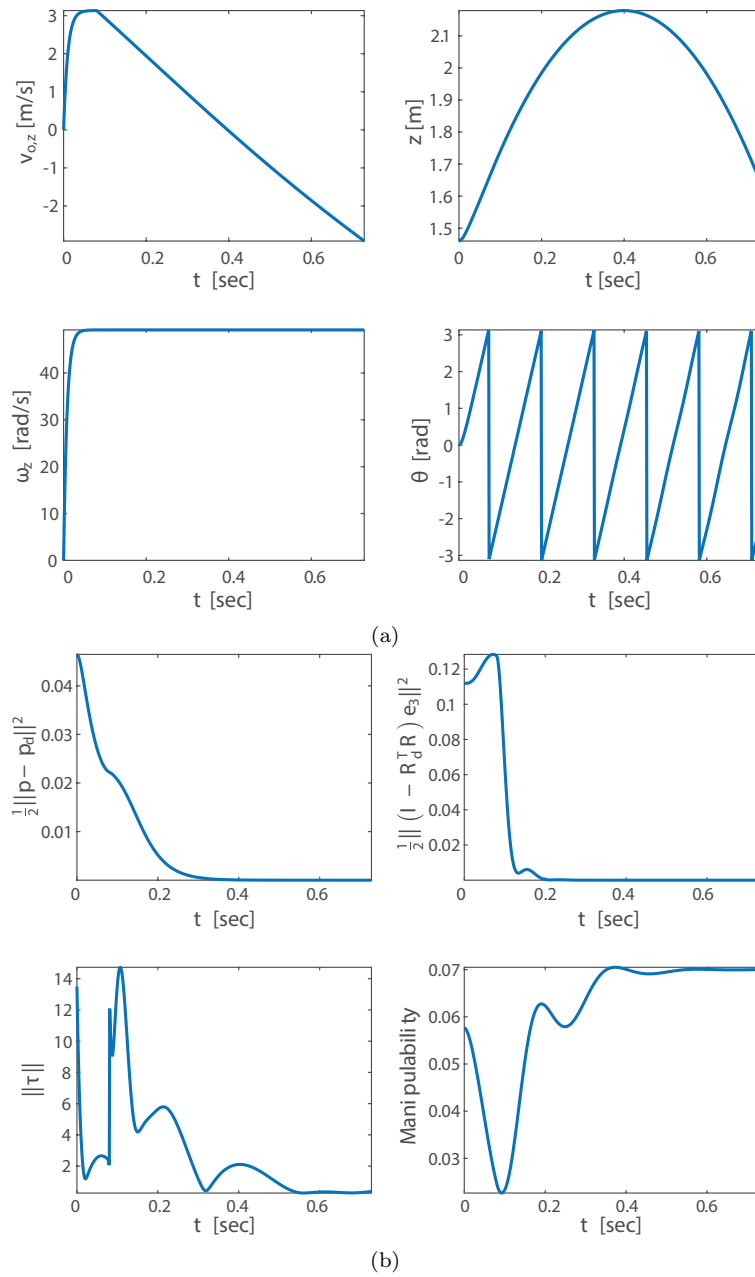 3
2
1
0
-1
-2
v_{o,z} [m/s]
0 0.2 0.4 0.6
t [sec]
2.1
2
1.9
1.8
1.7
1.6
1.5
z [m]
0 0.2 0.4 0.6
t [sec]
40
30
20
10
0
ω_z [rad/s]
0 0.2 0.4 0.6
t [sec]
3
2
1
0
-1
-2
-3
θ [rad]
0 0.2 0.4 0.6
t [sec]
(a)
0.04
0.03
0.02
0.01
½||p − p_d||²
0 0.2 0.4 0.6
t [sec]
0.12
0.1
0.08
0.06
0.04
0.02
½||(I − R_d^T R) e_3||²
0 0.2 0.4 0.6
t [sec]
14
12
10
8
6
4
2
||τ||
0 0.2 0.4 0.6
t [sec]
0.07
0.06
0.05
0.04
0.03
Manipulability
0 0.2 0.4 0.6
t [sec]
(b)